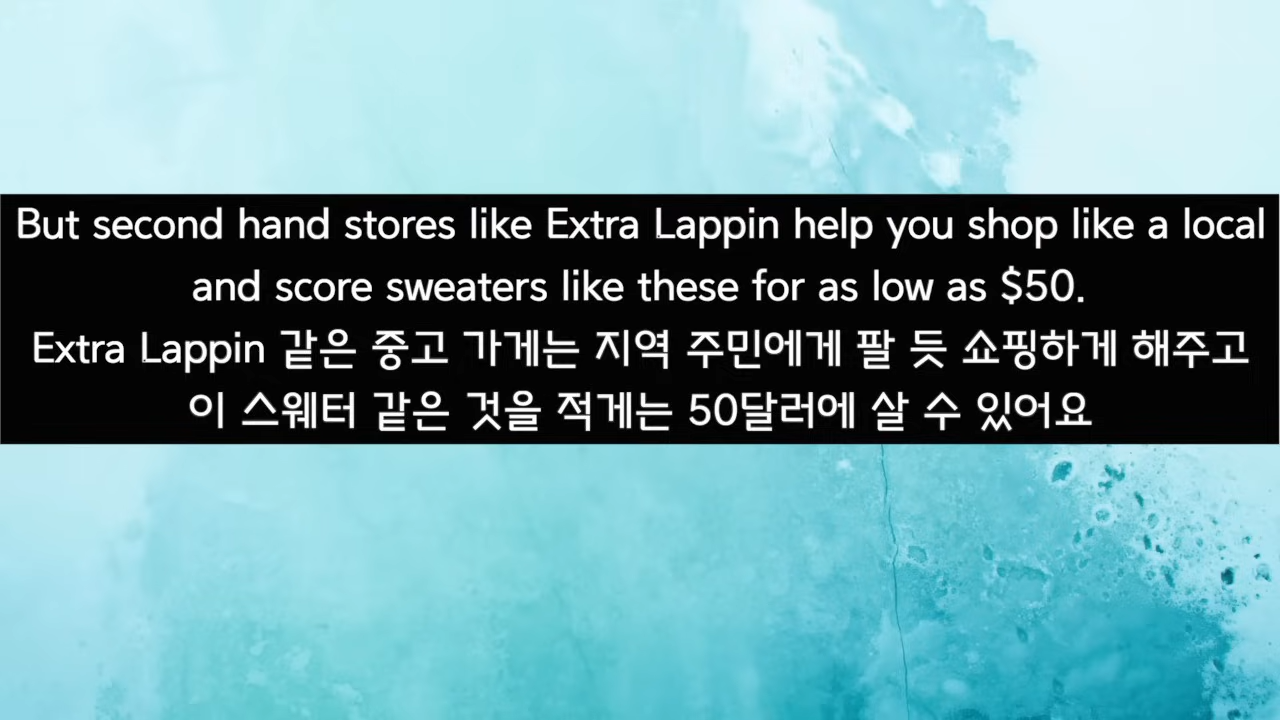 But second hand stores like Extra Lappin help you shop like a local
and score sweaters like these for as low as $50.
Extra Lappin 같은 중고 가게는 지역 주민에게 팔 듯 쇼핑하게 해주고
이 스웨터 같은 것을 적게는 50달러에 살 수 있어요